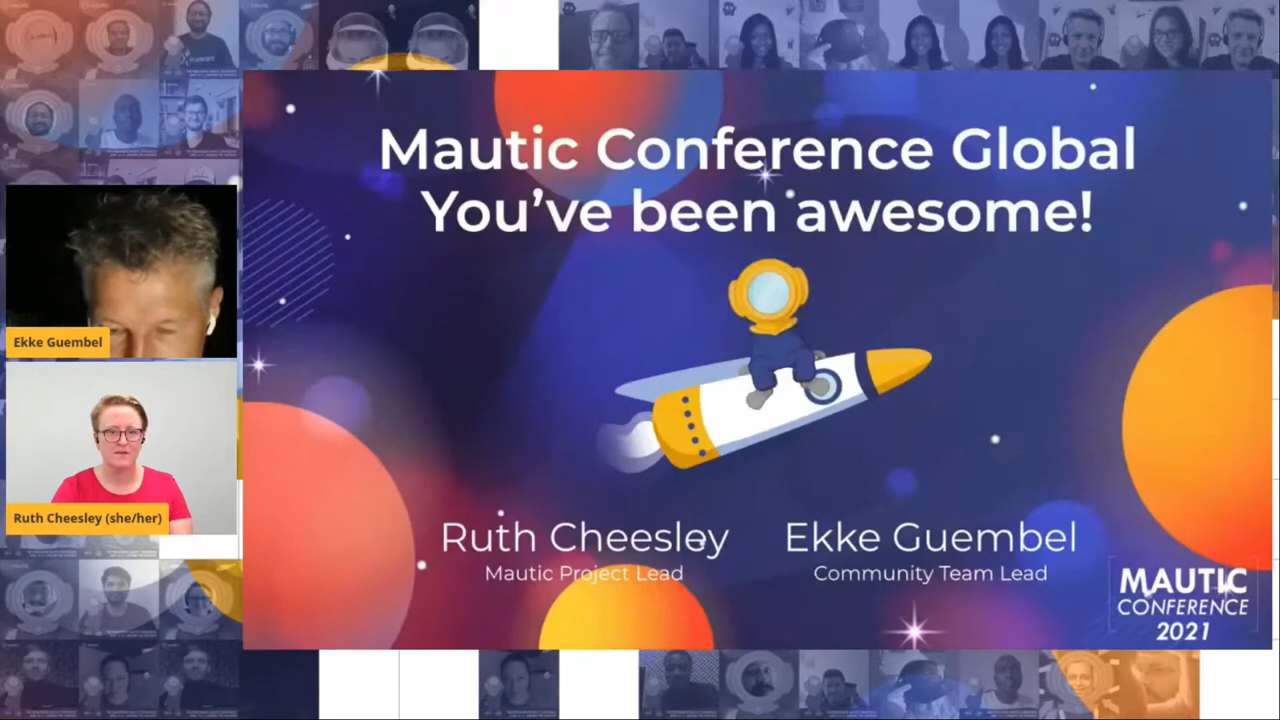 Mautic Conference Global
You've been awesome!
Ekke Guembel
Ruth Cheesley (she/her)
Ruth Cheesley
Mautic Project Lead
Ekke Guembel
Community Team Lead
MAUTIC
CONFERENCE
2021